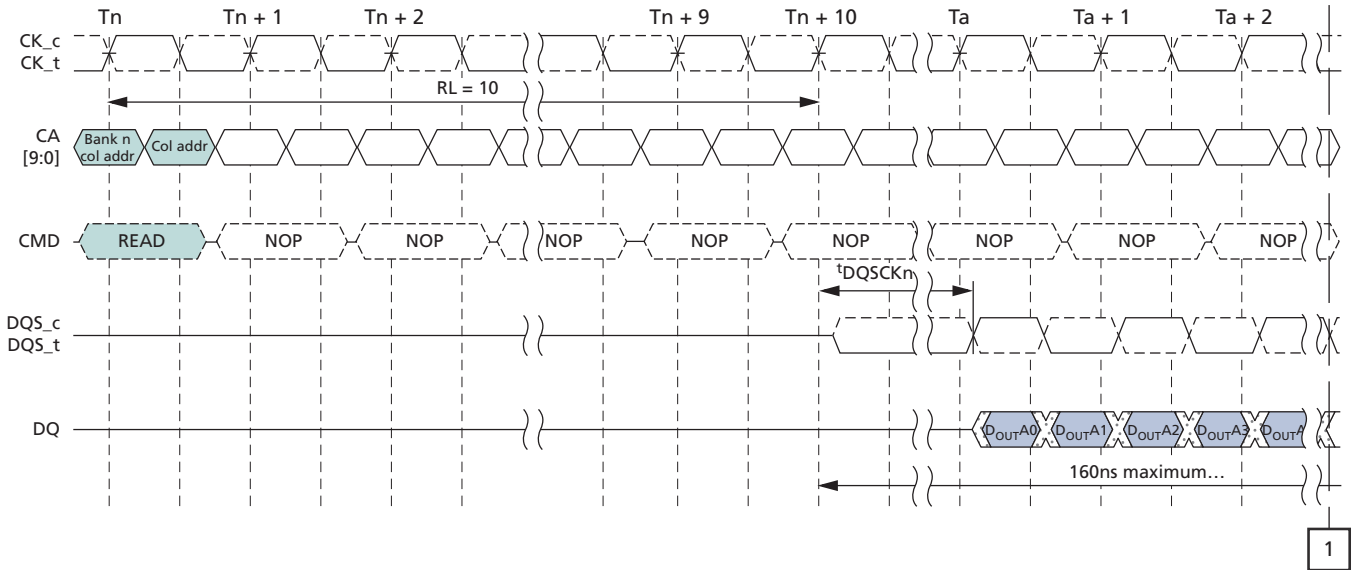 Tn Tn + 1 Tn + 2 Tn + 9 Tn + 10 Ta Ta + 1 Ta + 2
CK_c
CK_t
RL = 10
CA
[9:0]
Bank n
col addr
Col addr
CMD READ NOP NOP NOP NOP NOP NOP NOP NOP
tDQSCKn
DQS_c
DQS_t
DQ DOUTA0 DOUTA1 DOUTA2 DOUTA3 DOUTA
160ns maximum…
1